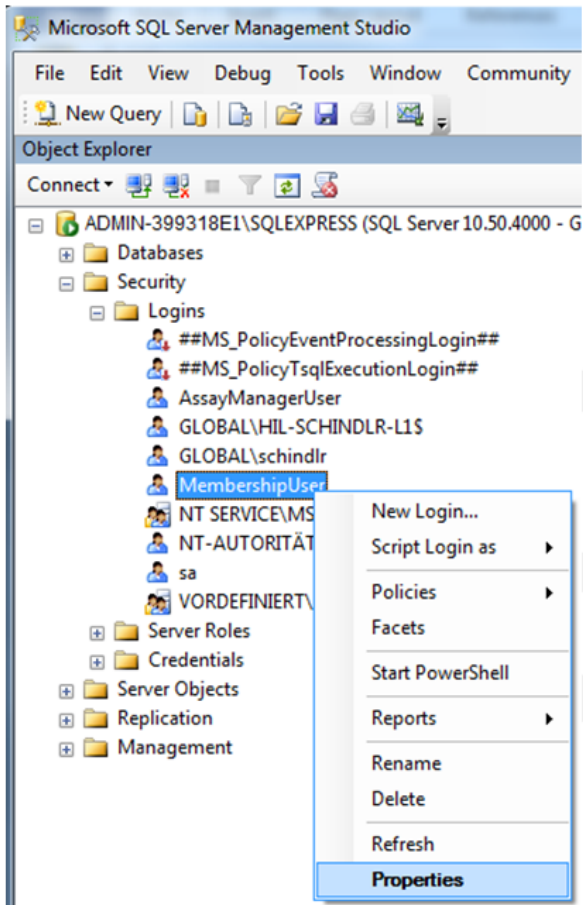 Microsoft SQL Server Management Studio
File Edit View Debug Tools Window Community
New Query
Object Explorer
Connect
ADMIN-399318E1\SQLEXPRESS (SQL Server 10.50.4000 - G
Databases
Security
Logins
##MS_PolicyEventProcessingLogin##
##MS_PolicyTsqlExecutionLogin##
AssayManagerUser
GLOBAL\HIL-SCHINDLR-L1$
GLOBAL\schindlr
MembershipUser
NT SERVICE\MS
NT-AUTORITÄT
sa
VORDEFINIERT\
Server Roles
Credentials
Server Objects
Replication
Management
New Login...
Script Login as
Policies
Facets
Start PowerShell
Reports
Rename
Delete
Refresh
Properties